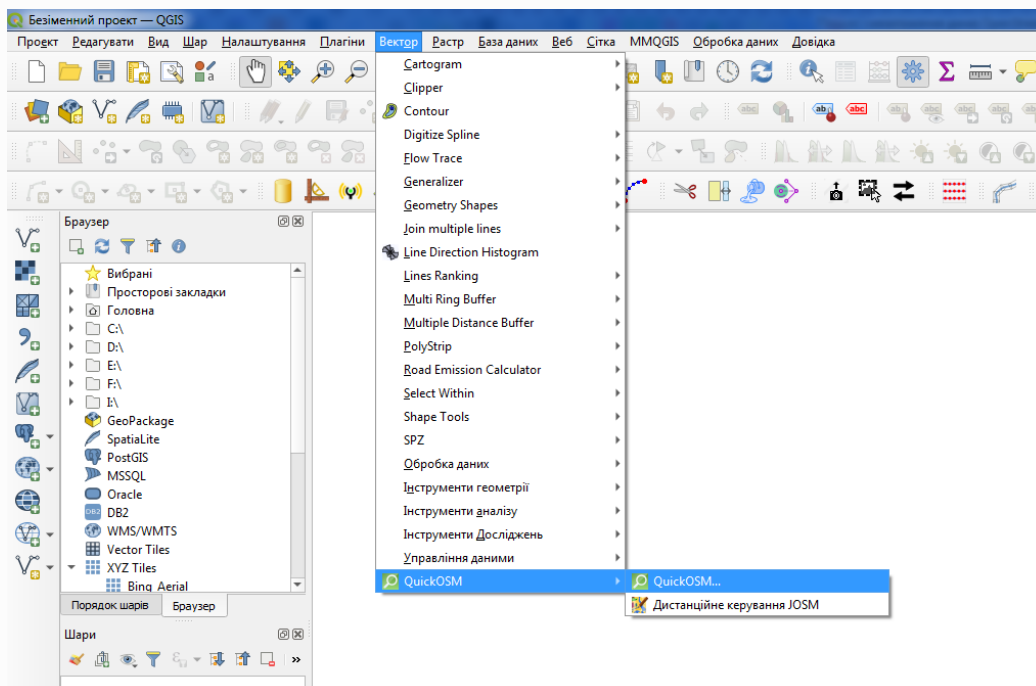 Безіменний проект — QGIS
Проект Редагувати Вид Шар Налаштування Плагіни Вектор Растр База даних Веб Сітка MMQGIS Обробка даних Довідка
Cartogram
Clipper
Contour
Digitize Spline
Flow Trace
Generalizer
Geometry Shapes
Join multiple lines
Line Direction Histogram
Lines Ranking
Multi Ring Buffer
Multiple Distance Buffer
PolyStrip
Road Emission Calculator
Select Within
Shape Tools
SPZ
Обробка даних
Інструменти геометрії
Інструменти аналізу
Інструменти Досліджень
Управління даними
QuickOSM
QuickOSM...
Дистанційне керування JOSM
Браузер
Вибрані
Просторові закладки
Головна
C:\
D:\
E:\
F:\
I:\
GeoPackage
SpatiaLite
PostGIS
MSSQL
Oracle
DB2
WMS/WMTS
Vector Tiles
XYZ Tiles
Bing Aerial
Порядок шарів Браузер
Шари